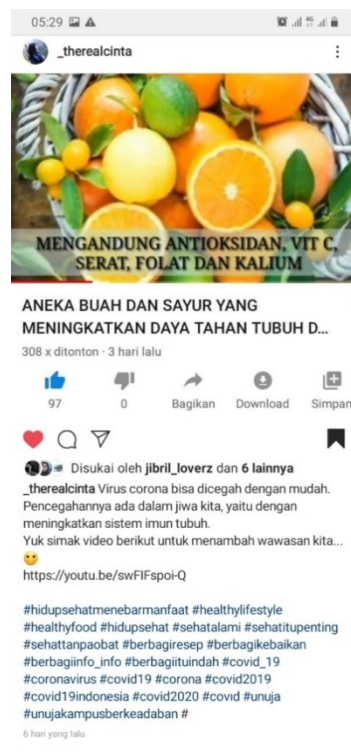 05:29
_therealcinta
MENGANDUNG ANTIOKSIDAN, VIT C,
SERAT, FOLAT DAN KALIUM
ANEKA BUAH DAN SAYUR YANG
MENINGKATKAN DAYA TAHAN TUBUH D...
308 x ditonton · 3 hari lalu
97 0 Bagikan Download Simpan
Disukai oleh jibril_loverz dan 6 lainnya
_therealcinta Virus corona bisa dicegah dengan mudah.
Pencegahannya ada dalam jiwa kita, yaitu dengan
meningkatkan sistem imun tubuh.
Yuk simak video berikut untuk menambah wawasan kita...
https://youtu.be/swFIFspoi-Q
#hidupsehatmenebarmanfaat #healthylifestyle
#healthyfood #hidupsehat #sehatalami #sehatitupenting
#sehattanpaobat #berbagiresep #berbagikebaikan
#berbagiinfo_info #berbagiituindah #covid_19
#coronavirus #covid19 #corona #covid2019
#covid19indonesia #covid2020 #covıd #unuja
#unujakampusberkeadaban #
6 hari yang lalu